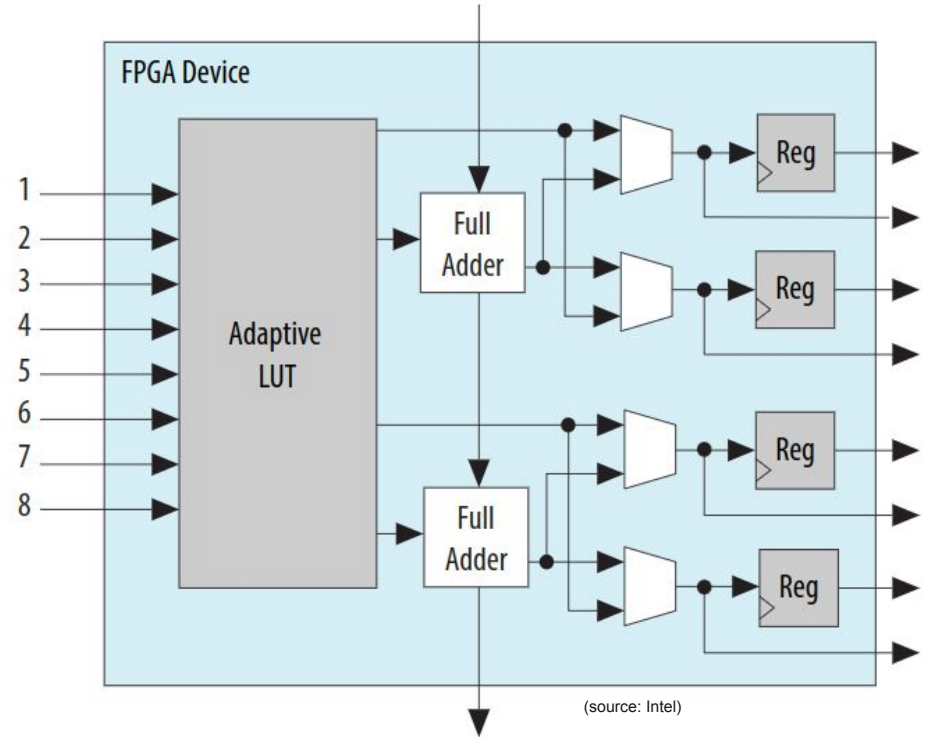 FPGA Device
1
2
3
4
5
6
7
8
Adaptive
LUT
Full
Adder
Full
Adder
Reg
Reg
Reg
Reg
(source: Intel)